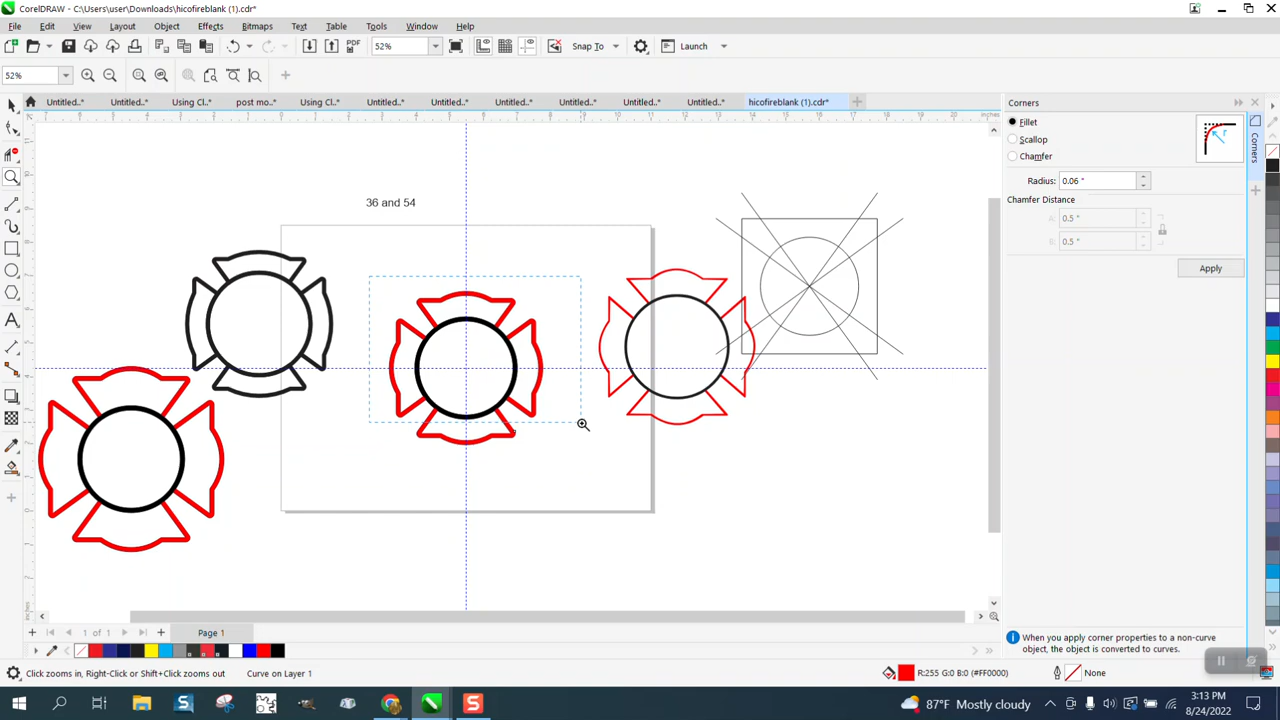 CorelDRAW - C:\Users\user\Downloads\hicofireblank (1).cdr*
File Edit View Layout Object Effects Bitmaps Text Table Tools Window Help
PDF 52% Snap To Launch
52%
Untitled..* Untitled..* Using Cl..* post mo..* Using Cl..* Untitled..* Untitled..* Untitled..* Untitled..* Untitled..* Untitled..* hicofireblank (1).cdr*
inches
Corners
Fillet
Scallop
Chamfer
Radius: 0.06 "
Chamfer Distance
A: 0.5 "
B: 0.5 "
Apply
Corners
36 and 54
1 of 1 Page 1
When you apply corner properties to a non-curve
object, the object is converted to curves.
Click zooms in, Right-Click or Shift+Click zooms out Curve on Layer 1 R:255 G:0 B:0 (#FF0000) None
87°F Mostly cloudy 3:13 PM
8/24/2022